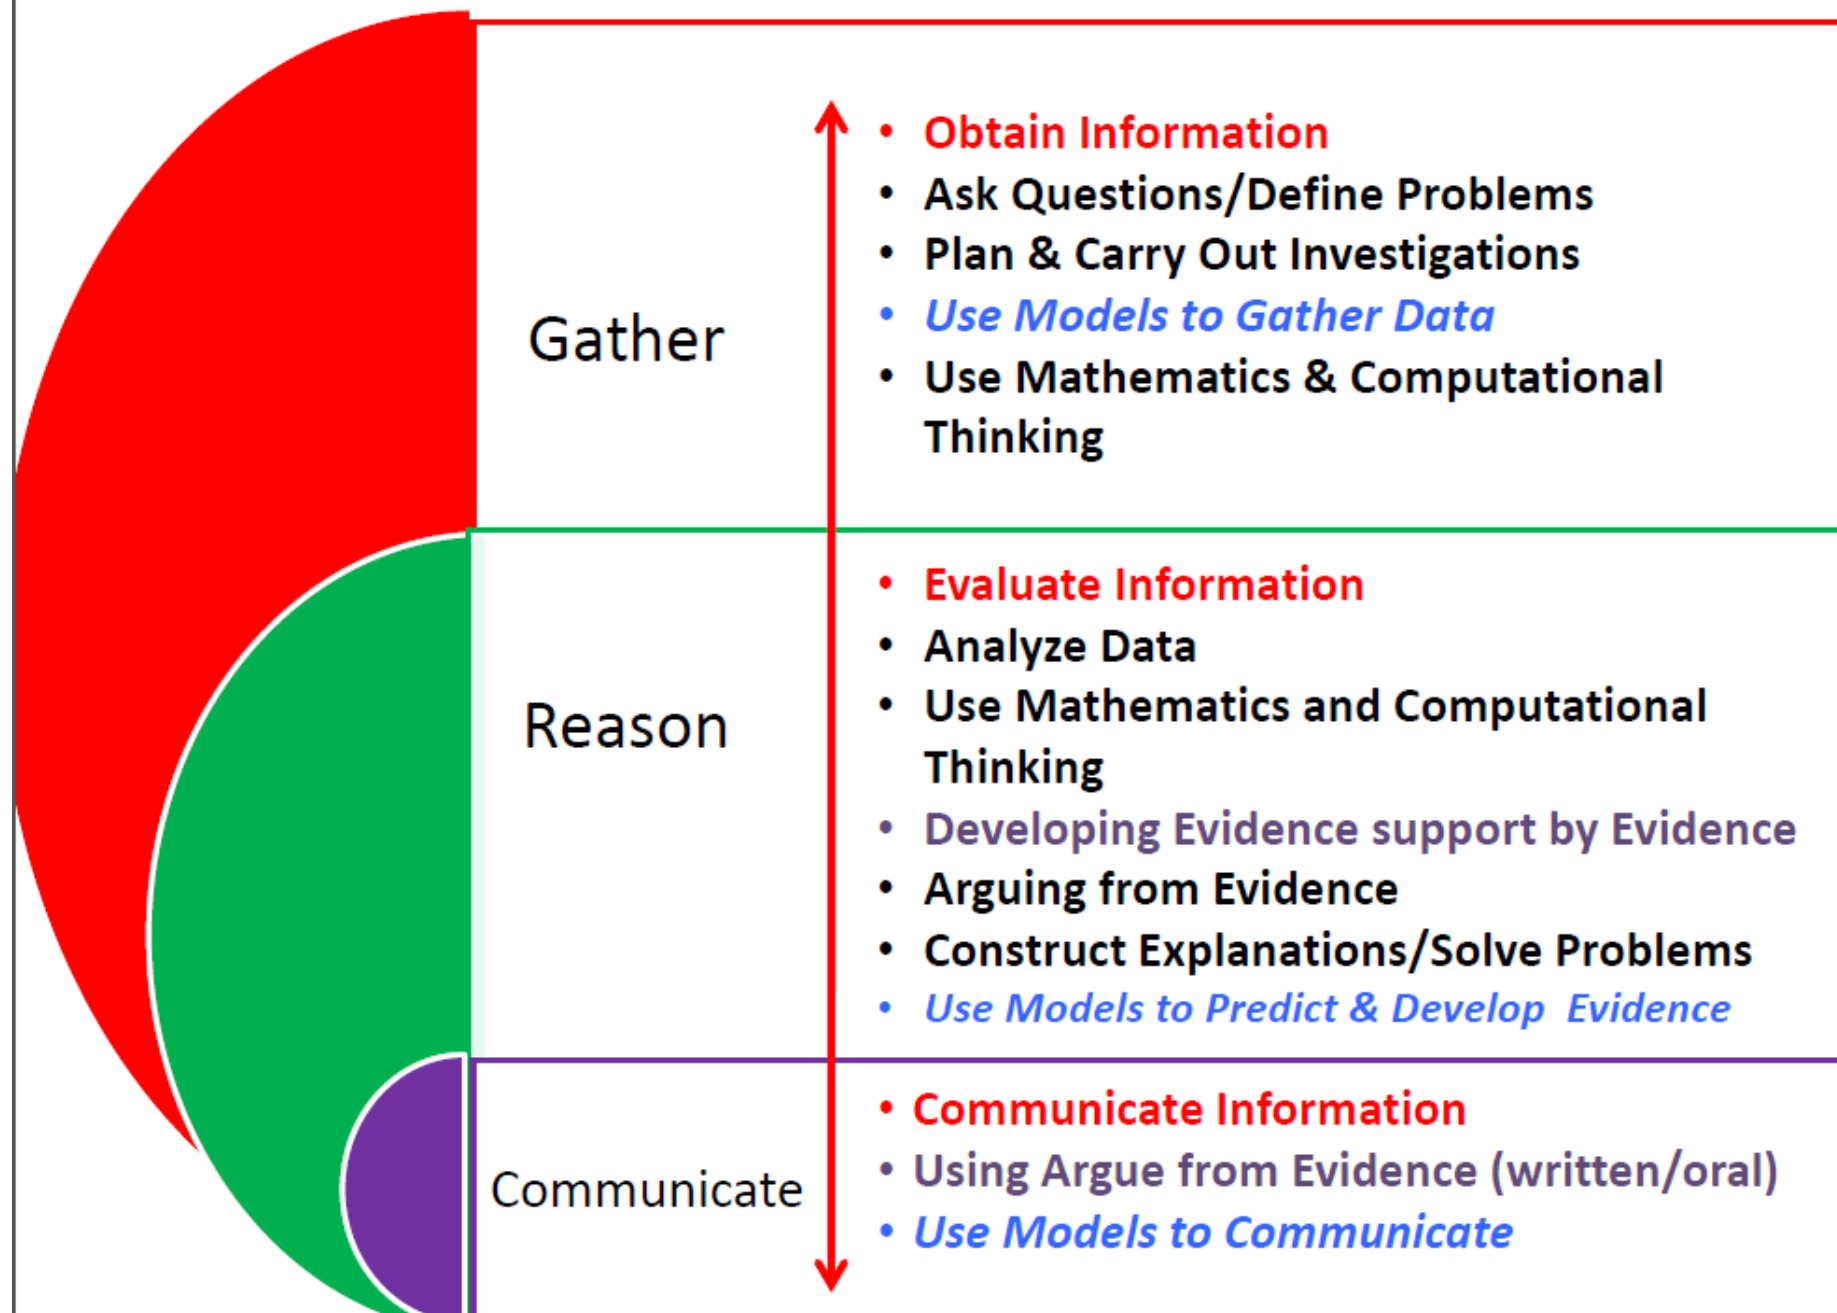 Gather
• Obtain Information
• Ask Questions/Define Problems
• Plan & Carry Out Investigations
• Use Models to Gather Data
• Use Mathematics & Computational
Thinking
Reason
• Evaluate Information
• Analyze Data
• Use Mathematics and Computational
Thinking
• Developing Evidence support by Evidence
• Arguing from Evidence
• Construct Explanations/Solve Problems
• Use Models to Predict & Develop Evidence
Communicate
• Communicate Information
• Using Argue from Evidence (written/oral)
• Use Models to Communicate